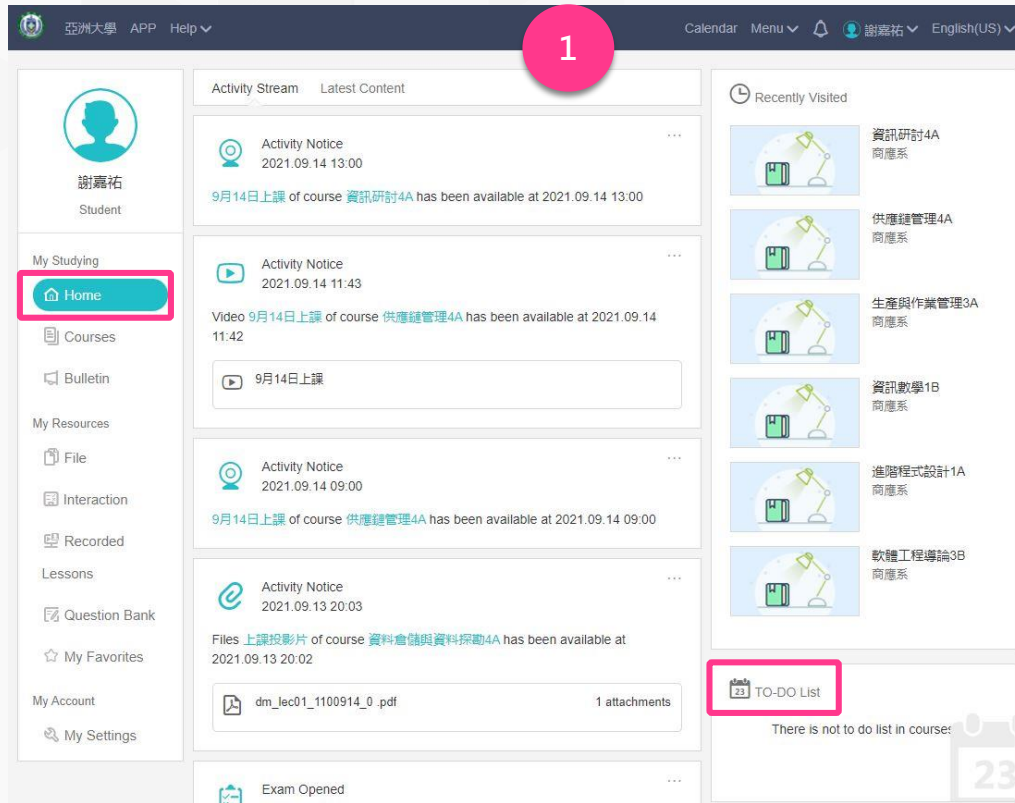 亞洲大學 APP Help
1
Calendar Menu 謝嘉祐 English(US)
謝嘉祐
Student
My Studying
Home
Courses
Bulletin
My Resources
File
Interaction
Recorded
Lessons
Question Bank
My Favorites
My Account
My Settings
Activity Stream Latest Content
Activity Notice
2021.09.14 13:00
9月14日上課 of course 資訊研討4A has been available at 2021.09.14 13:00
Activity Notice
2021.09.14 11:43
Video 9月14日上課 of course 供應鏈管理4A has been available at 2021.09.14
11:42
9月14日上課
Activity Notice
2021.09.14 09:00
9月14日上課 of course 供應鏈管理4A has been available at 2021.09.14 09:00
Activity Notice
2021.09.13 20:03
Files 上課投影片 of course 資料倉儲與資料探勘4A has been available at
2021.09.13 20:02
dm_lec01_1100914_0 .pdf 1 attachments
Exam Opened
Recently Visited
資訊研討4A
商應系
供應鏈管理4A
商應系
生產與作業管理3A
商應系
資訊數學1B
商應系
進階程式設計1A
商應系
軟體工程導論3B
商應系
23 TO-DO List
There is not to do list in courses
23